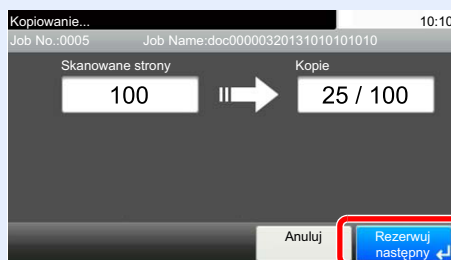 Kopiowanie... 10:10
Job No.:0005 Job Name:doc00000320131010101010
Skanowane strony Kopie
100 25 / 100
Anuluj Rezerwuj
następny